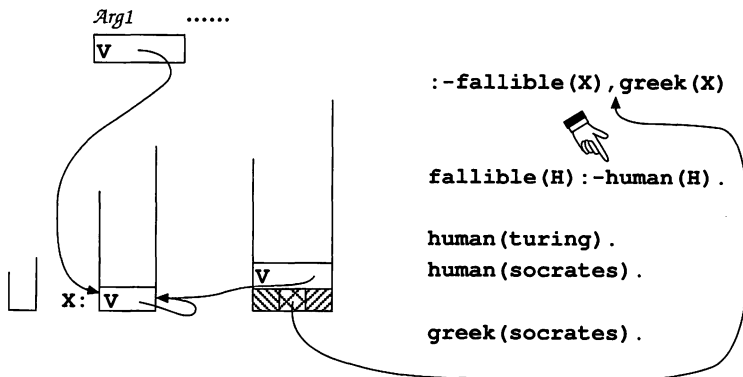 Arg1 ......
V
:-fallible(X),greek(X)
fallible(H):-human(H).
human(turing).
V
human(socrates).
X: V
greek(socrates).